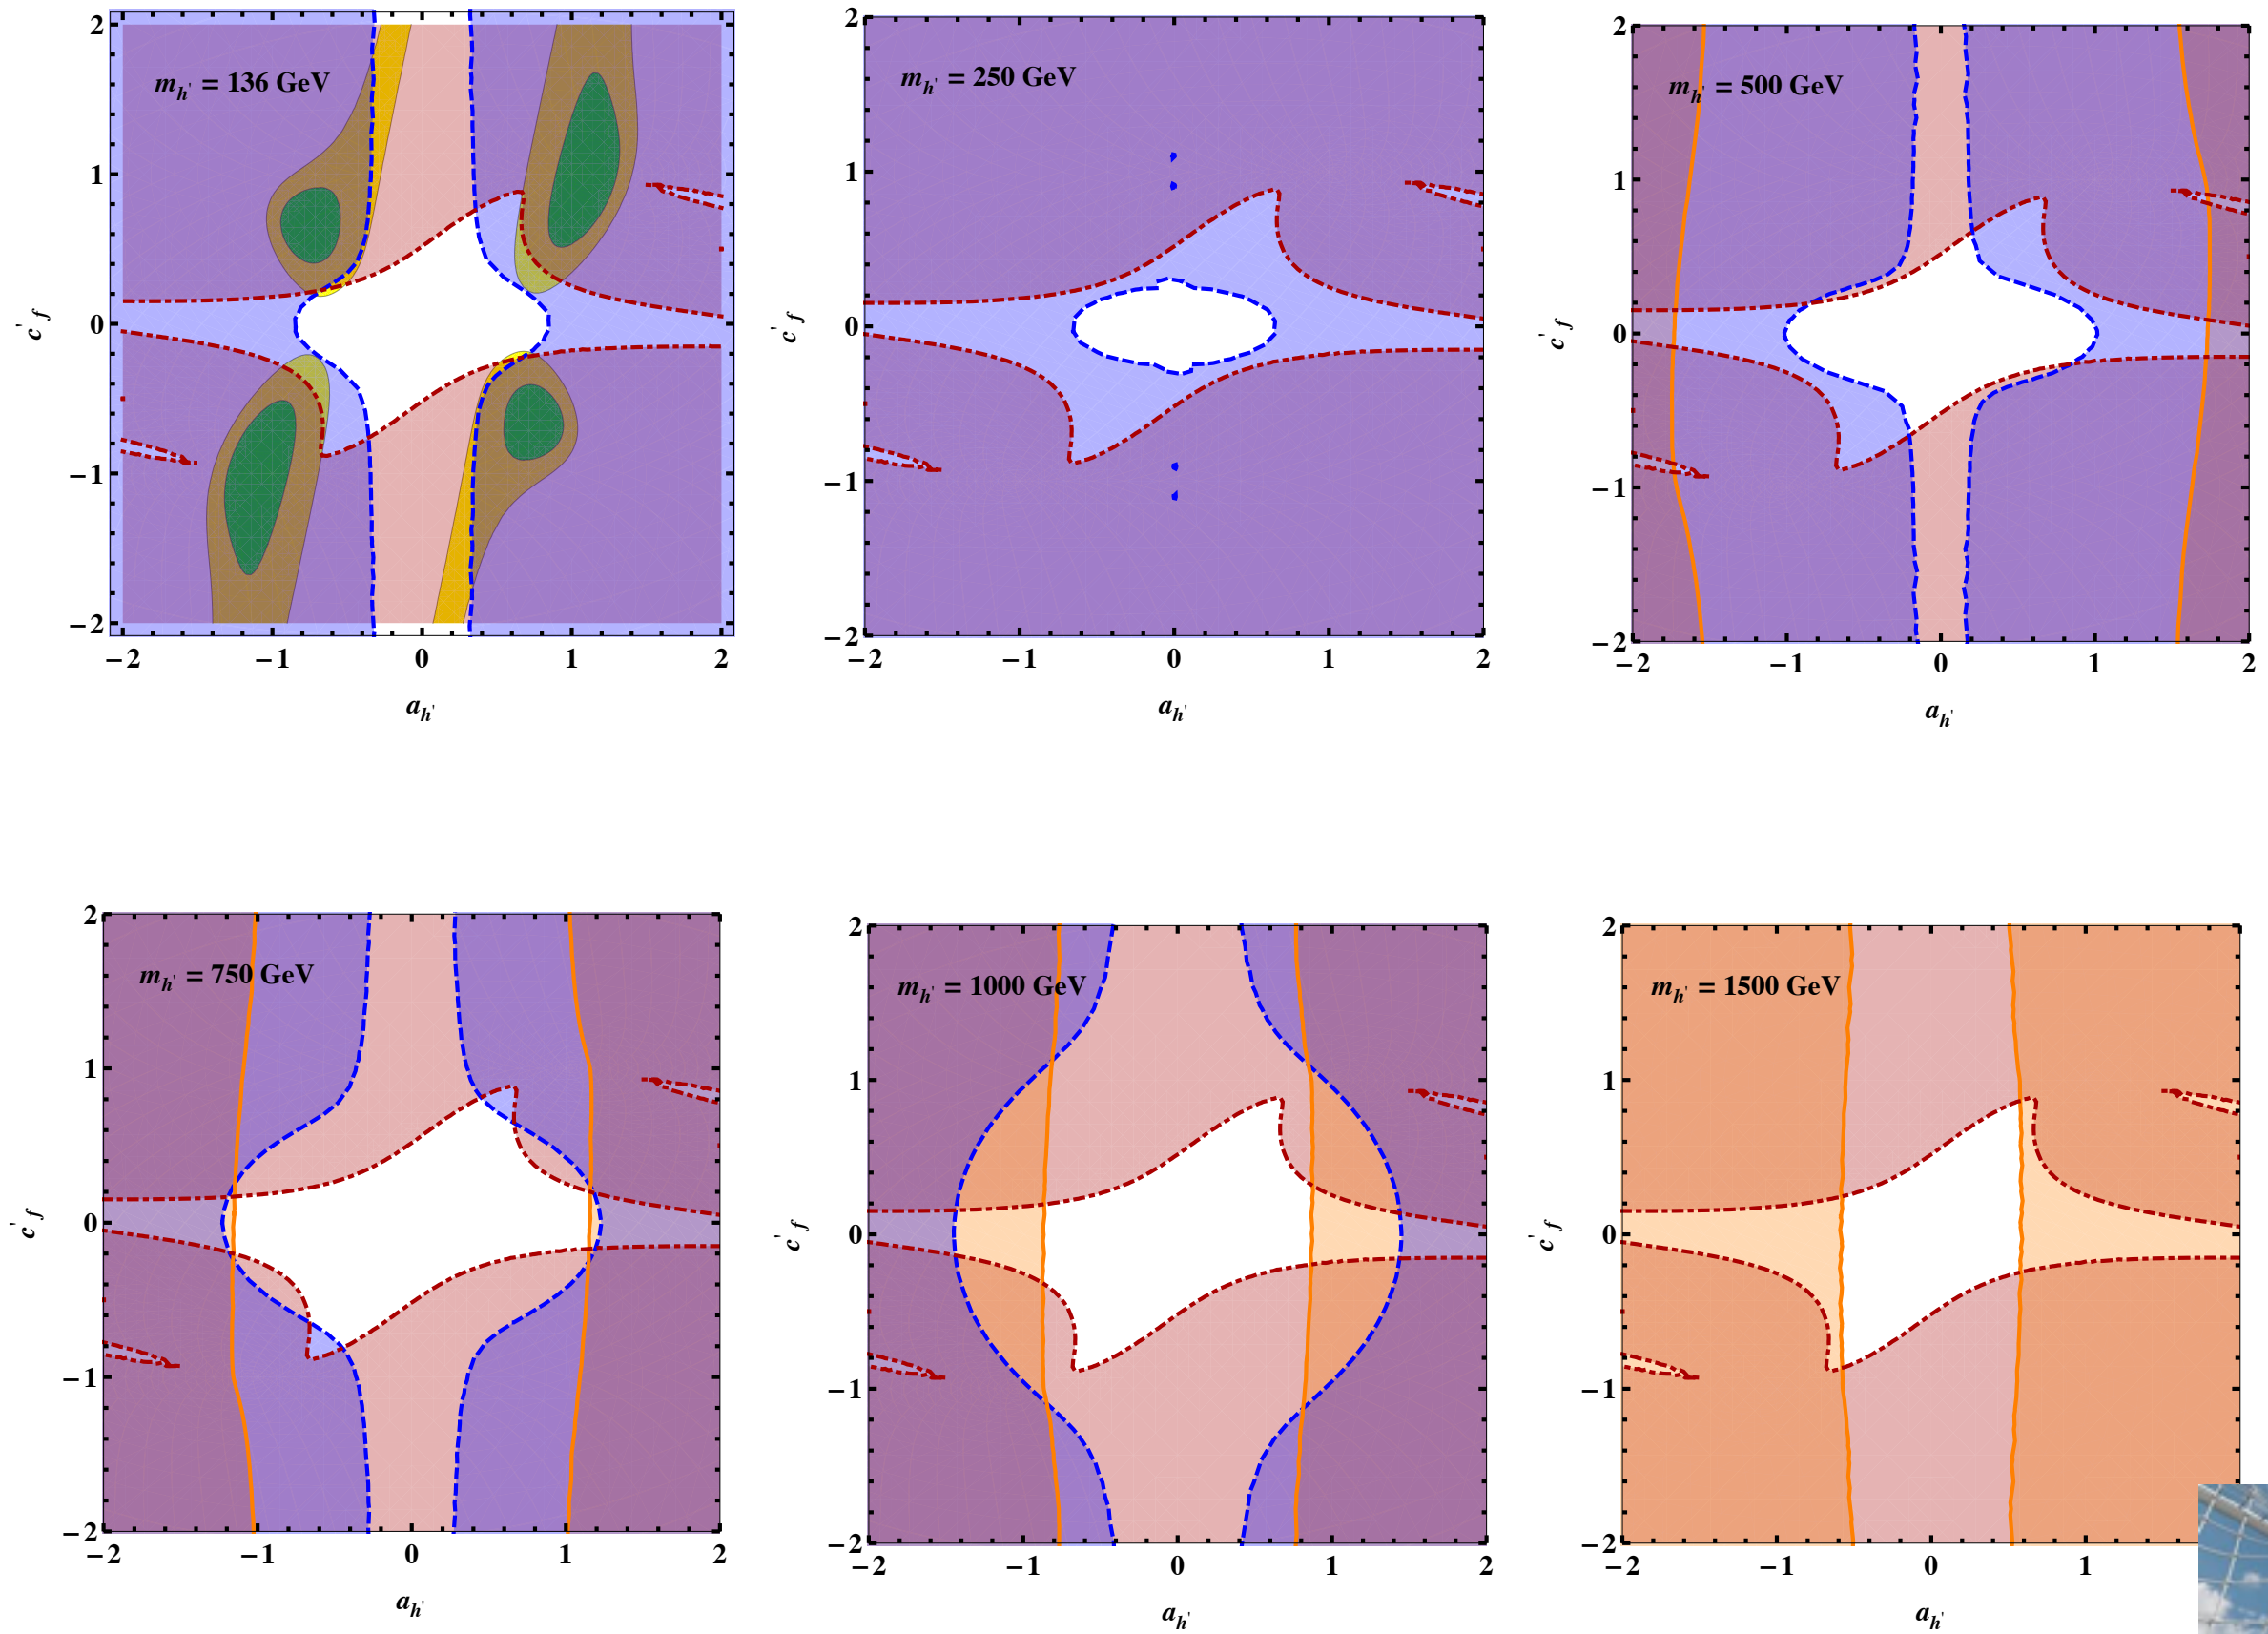 m_h' = 136 GeV
2
1
0
−1
−2
−2 −1 0 1 2
c'_f
a_h'
m_h' = 250 GeV
2
1
0
−1
−2
−2 −1 0 1 2
c'_f
a_h'
m_h' = 500 GeV
2
1
0
−1
−2
−2 −1 0 1 2
c'_f
a_h'
m_h' = 750 GeV
2
1
0
−1
−2
−2 −1 0 1 2
c'_f
a_h'
m_h' = 1000 GeV
2
1
0
−1
−2
−2 −1 0 1 2
c'_f
a_h'
m_h' = 1500 GeV
2
1
0
−1
−2
−2 −1 0 1
c'_f
a_h'